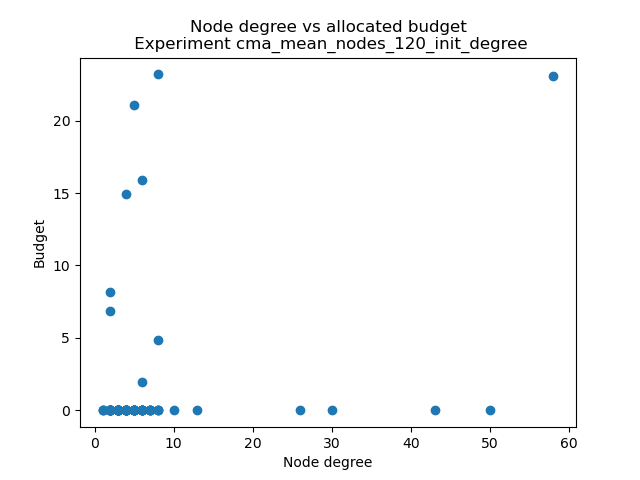 Node degree vs allocated budget
Experiment cma_mean_nodes_120_init_degree
20
15
10
5
0
Budget
0 10 20 30 40 50 60
Node degree